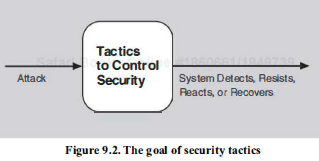 Tactics
to Control
Security
Attack
System Detects, Resists,
Reacts, or Recovers
Figure 9.2. The goal of security tactics